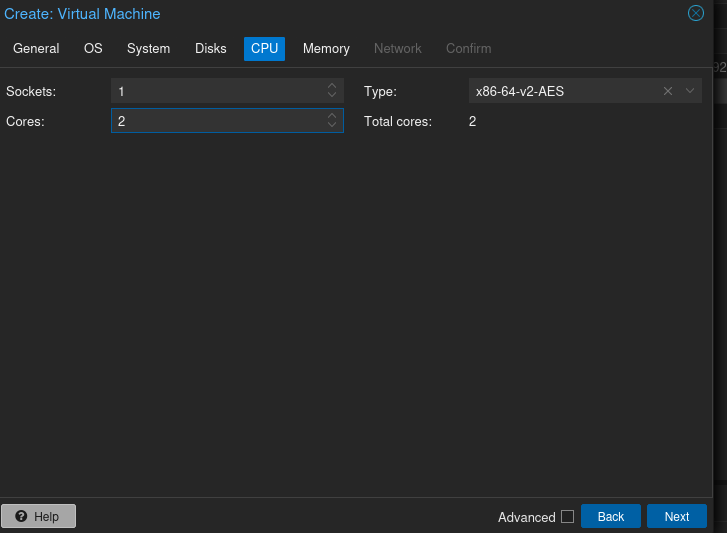 Create: Virtual Machine
General OS System Disks CPU Memory Network Confirm
Sockets: 1 Type: x86-64-v2-AES
Cores: 2 Total cores: 2
Help Advanced Back Next